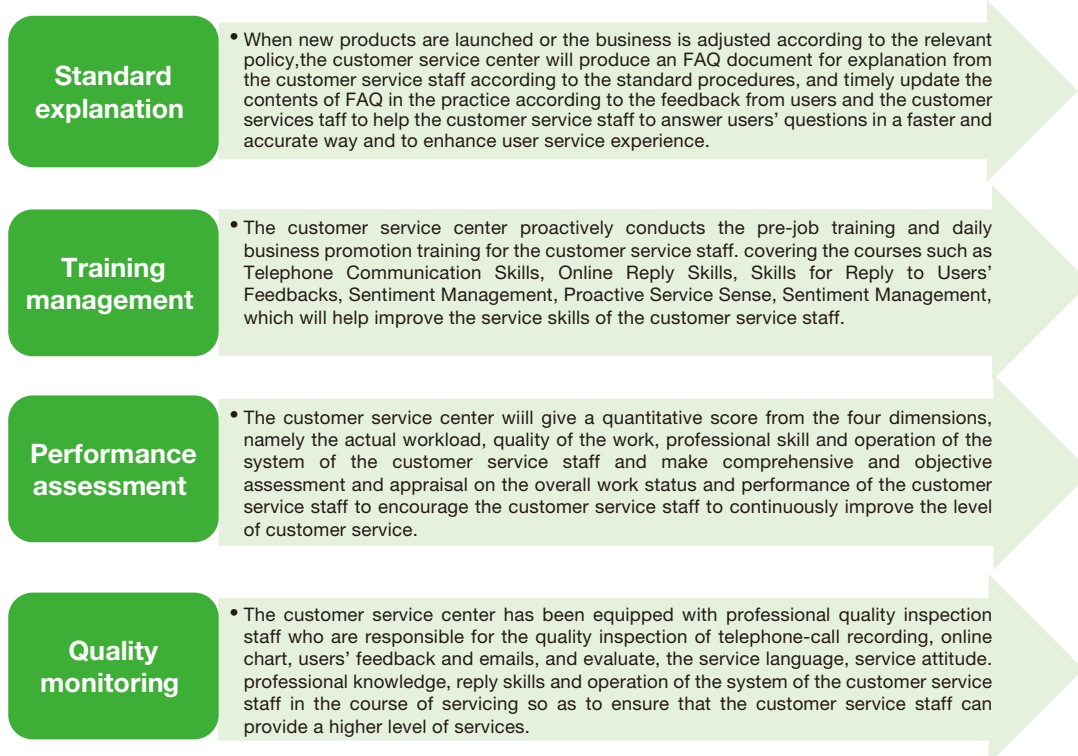 Standard
explanation
• When new products are launched or the business is adjusted according to the relevant
policy,the customer service center will produce an FAQ document for explanation from
the customer service staff according to the standard procedures, and timely update the
contents of FAQ in the practice according to the feedback from users and the customer
services taff to help the customer service staff to answer users’ questions in a faster and
accurate way and to enhance user service experience.
Training
management
• The customer service center proactively conducts the pre-job training and daily
business promotion training for the customer service staff. covering the courses such as
Telephone Communication Skills, Online Reply Skills, Skills for Reply to Users’
Feedbacks, Sentiment Management, Proactive Service Sense, Sentiment Management,
which will help improve the service skills of the customer service staff.
Performance
assessment
• The customer service center wiill give a quantitative score from the four dimensions,
namely the actual workload, quality of the work, professional skill and operation of the
system of the customer service staff and make comprehensive and objective
assessment and appraisal on the overall work status and performance of the customer
service staff to encourage the customer service staff to continuously improve the level
of customer service.
Quality
monitoring
• The customer service center has been equipped with professional quality inspection
staff who are responsible for the quality inspection of telephone-call recording, online
chart, users’ feedback and emails, and evaluate, the service language, service attitude.
professional knowledge, reply skills and operation of the system of the customer service
staff in the course of servicing so as to ensure that the customer service staff can
provide a higher level of services.